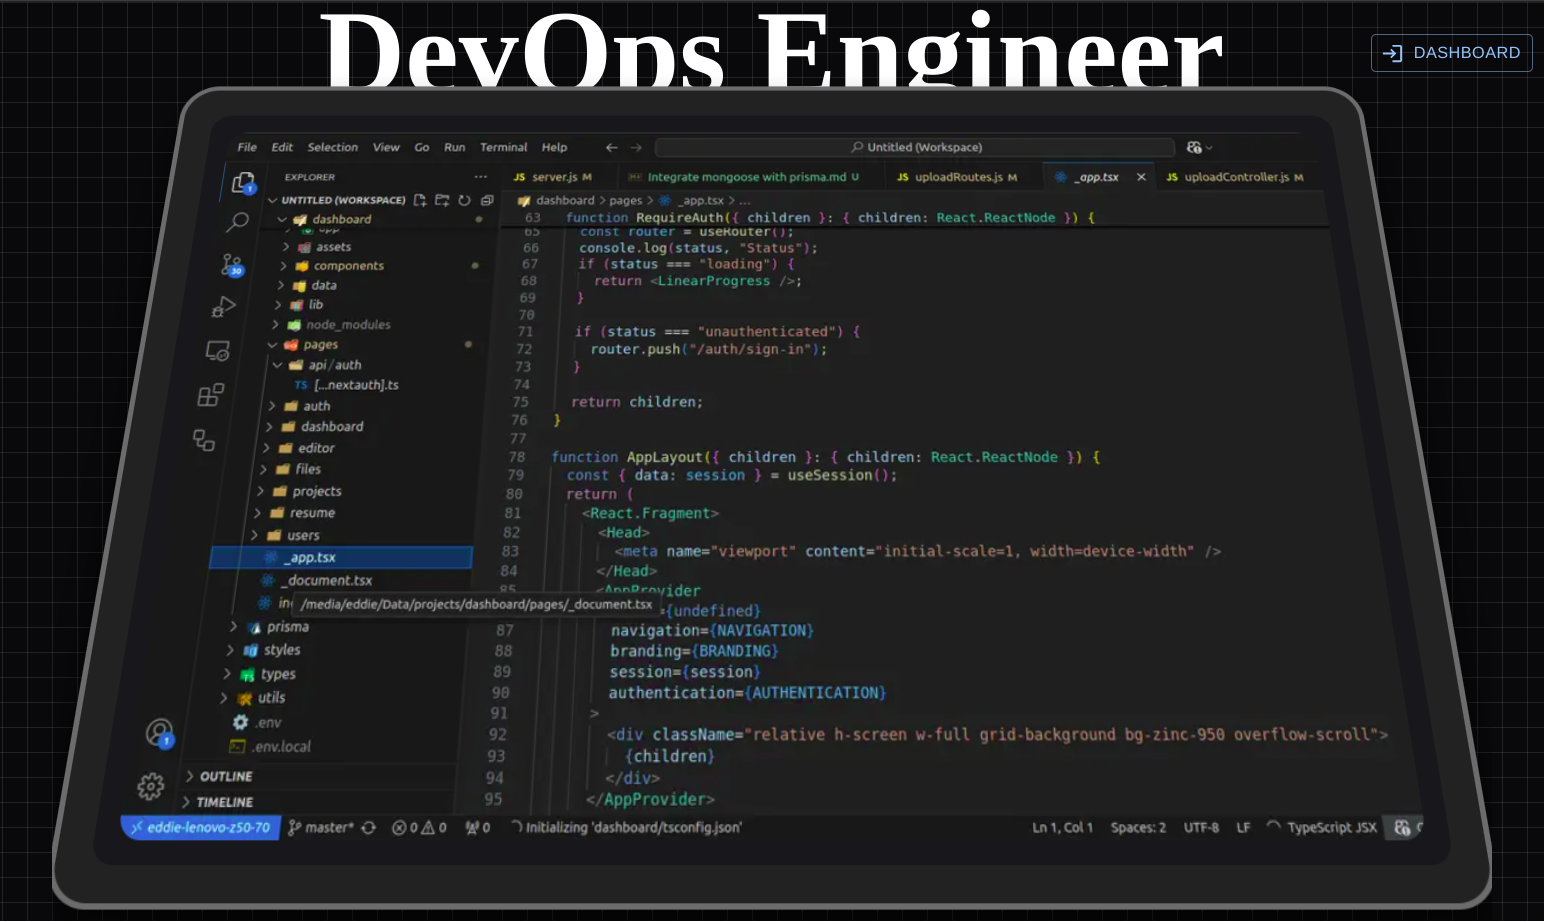 DevOps Engineer
DASHBOARD
File Edit Selection View Go Run Terminal Help
Untitled (Workspace)
EXPLORER
UNTITLED (WORKSPACE)
dashboard
app
assets
components
data
lib
node_modules
pages
api/auth
TS [...nextauth].ts
auth
dashboard
editor
files
projects
resume
users
_app.tsx
_document.tsx
/media/eddie/Data/projects/dashboard/pages/_document.tsx
prisma
styles
types
utils
.env
.env.local
OUTLINE
TIMELINE
1
30
1
JS server.js M
Integrate mongoose with prisma.md U
JS uploadRoutes.js M
_app.tsx
JS uploadController.js M
dashboard > pages > _app.tsx > ...
63 function RequireAuth({ children }: { children: React.ReactNode }) {
65 const router = useRouter();
66 console.log(status, "Status");
67 if (status === "loading") {
68 return <LinearProgress />;
69 }
70
71 if (status === "unauthenticated") {
72 router.push("/auth/sign-in");
73 }
74
75 return children;
76 }
77
78 function AppLayout({ children }: { children: React.ReactNode }) {
79 const { data: session } = useSession();
80 return (
81 <React.Fragment>
82 <Head>
83 <meta name="viewport" content="initial-scale=1, width=device-width" />
84 </Head>
85 <AppProvider
={undefined}
87 navigation={NAVIGATION}
88 branding={BRANDING}
89 session={session}
90 authentication={AUTHENTICATION}
91 >
92 <div className="relative h-screen w-full grid-background bg-zinc-950 overflow-scroll">
93 {children}
94 </div>
95 </AppProvider>
eddie-lenovo-z50-70 master* 0 0 0 Initializing 'dashboard/tsconfig.json' Ln 1, Col 1 Spaces: 2 UTF-8 LF TypeScript JSX